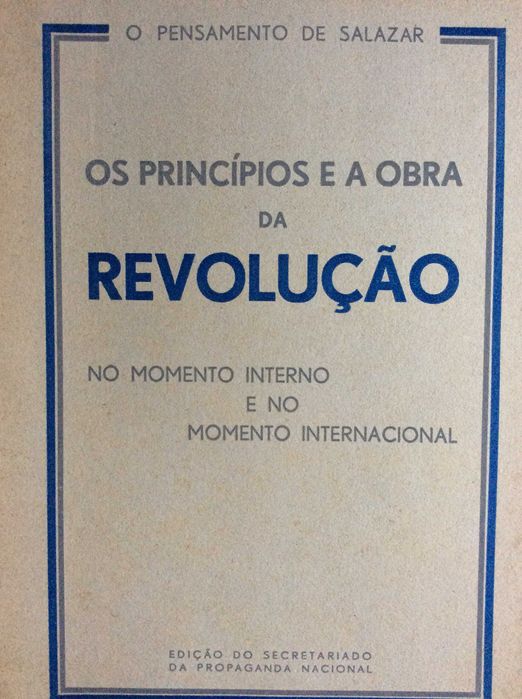 O PENSAMENTO DE SALAZAR
OS PRINCÍPIOS E A OBRA
DA
REVOLUÇÃO
NO MOMENTO INTERNO
E NO
MOMENTO INTERNACIONAL
EDIÇÃO DO SECRETARIADO
DA PROPAGANDA NACIONAL